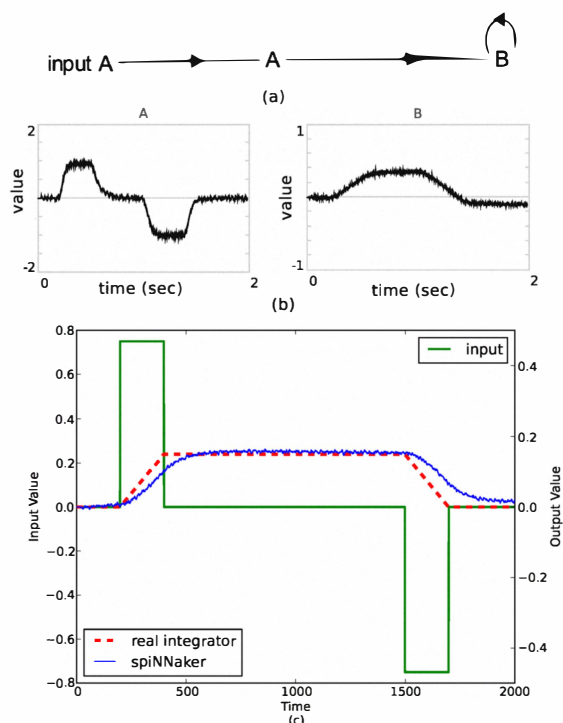 input A
A
B
(a)
A
B
2
value
-2
0
2
time (sec)
1
value
-1
0
2
time (sec)
(b)
0.8
0.6
0.4
0.2
0.0
−0.2
−0.4
−0.6
−0.8
Input Value
input
0.4
0.2
0.0
−0.2
−0.4
Output Value
real integrator
spiNNaker
0
500
1000
1500
2000
Time
(c)